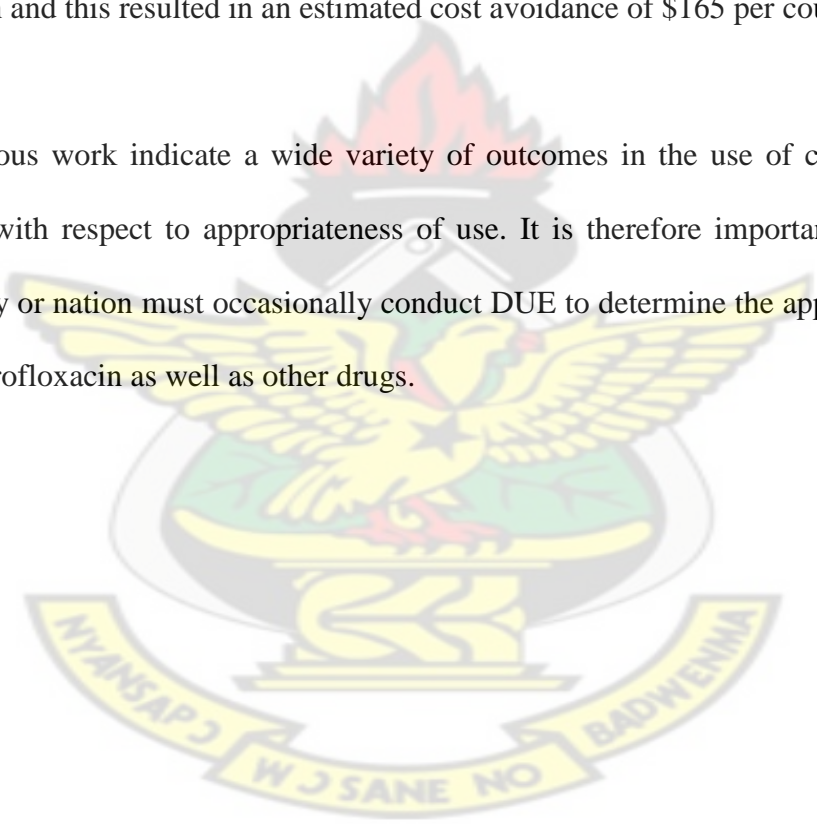 n and this resulted in an estimated cost avoidance of $165 per cou
ous work indicate a wide variety of outcomes in the use of c
with respect to appropriateness of use. It is therefore importan
y or nation must occasionally conduct DUE to determine the app
rofloxacin as well as other drugs.
NYANSAPƆ
WƆ SANE NO
BADWENMA